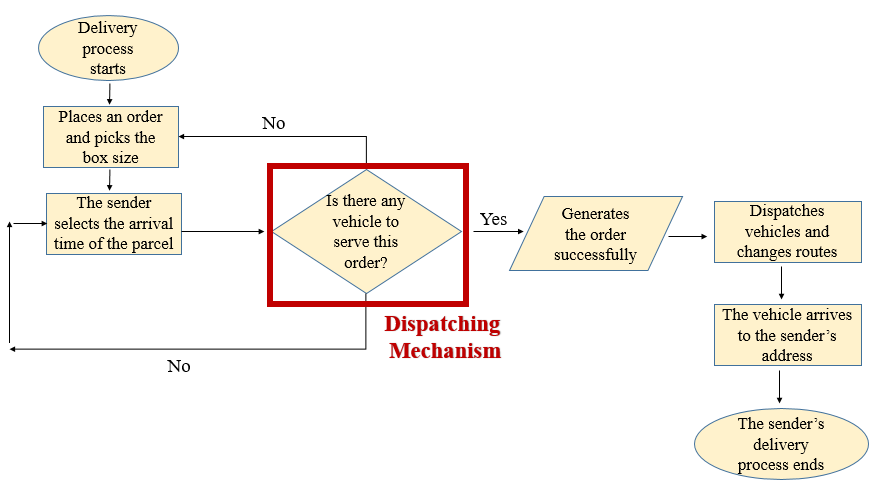 Delivery
process
starts
Places an order
and picks the
box size
No
The sender
selects the arrival
time of the parcel
Is there any
vehicle to
serve this
order?
Yes
Generates
the order
successfully
Dispatches
vehicles and
changes routes
Dispatching
Mechanism
No
The vehicle arrives
to the sender’s
address
The sender’s
delivery
process ends